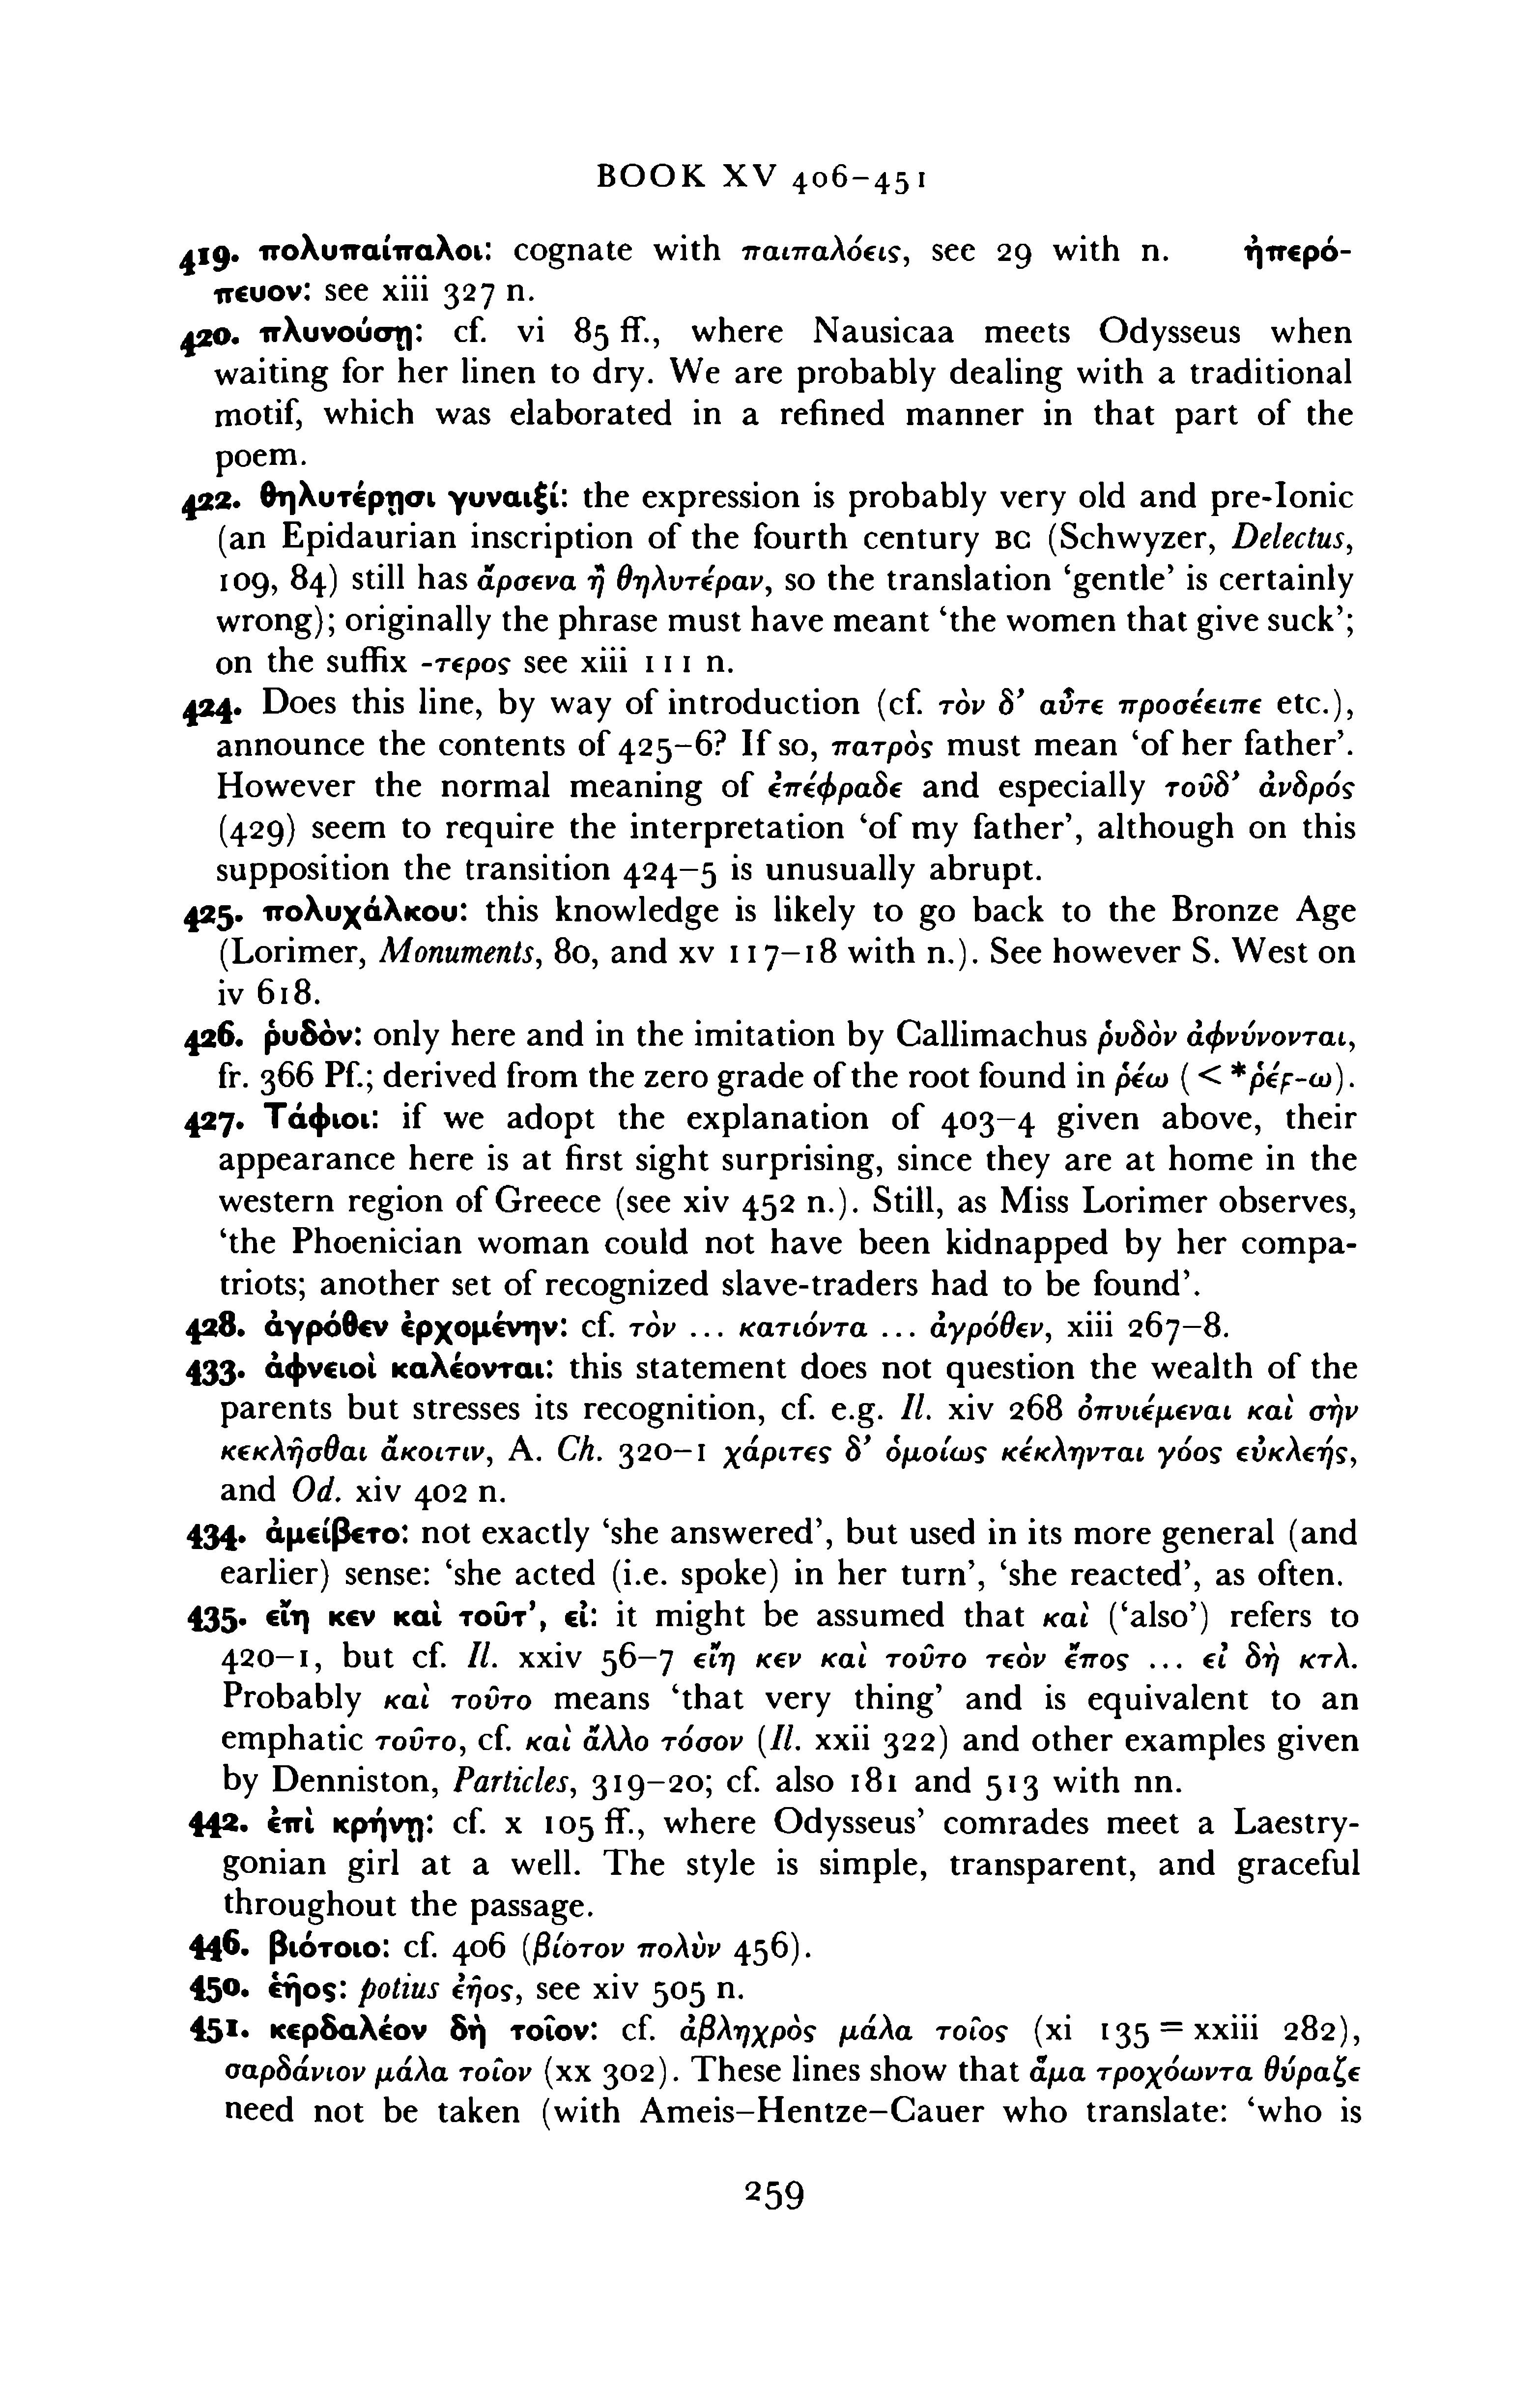 BOOK XV 406–451
419. πολυπαίπαλοι: cognate with παιπαλόεις, see 29 with n. ἠπερό-
πευον: see xiii 327 n.
420. πλυνούσῃ: cf. vi 85 ff., where Nausicaa meets Odysseus when
waiting for her linen to dry. We are probably dealing with a traditional
motif, which was elaborated in a refined manner in that part of the
poem.
422. θηλυτέρῃσι γυναιξί: the expression is probably very old and pre-Ionic
(an Epidaurian inscription of the fourth century BC (Schwyzer, Delectus,
109, 84) still has ἄρσενα ἢ θηλυτέραν, so the translation ‘gentle’ is certainly
wrong); originally the phrase must have meant ‘the women that give suck’;
on the suffix -τερος see xiii 111 n.
424. Does this line, by way of introduction (cf. τὸν δ’ αὖτε προσέειπε etc.),
announce the contents of 425–6? If so, πατρὸς must mean ‘of her father’.
However the normal meaning of ἐπέφραδε and especially τοῦδ’ ἀνδρός
(429) seem to require the interpretation ‘of my father’, although on this
supposition the transition 424–5 is unusually abrupt.
425. πολυχάλκου: this knowledge is likely to go back to the Bronze Age
(Lorimer, Monuments, 80, and xv 117–18 with n.). See however S. West on
iv 618.
426. ῥυδὸν: only here and in the imitation by Callimachus ῥυδὸν ἀφνύνονται,
fr. 366 Pf.; derived from the zero grade of the root found in ῥέω ( < *ῥέϝ-ω).
427. Τάφιοι: if we adopt the explanation of 403–4 given above, their
appearance here is at first sight surprising, since they are at home in the
western region of Greece (see xiv 452 n.). Still, as Miss Lorimer observes,
‘the Phoenician woman could not have been kidnapped by her compa-
triots; another set of recognized slave-traders had to be found’.
428. ἀγρόθεν ἐρχομένην: cf. τὸν ... κατιόντα ... ἀγρόθεν, xiii 267–8.
433. ἀφνειοὶ καλέονται: this statement does not question the wealth of the
parents but stresses its recognition, cf. e.g. Il. xiv 268 ὀπυιέμεναι καὶ σὴν
κεκλῆσθαι ἄκοιτιν, A. Ch. 320–1 χάριτες δ’ ὁμοίως κέκληνται γόος εὐκλεής,
and Od. xiv 402 n.
434. ἀμείβετο: not exactly ‘she answered’, but used in its more general (and
earlier) sense: ‘she acted (i.e. spoke) in her turn’, ‘she reacted’, as often.
435. εἴη κεν καὶ τοῦτ’, εἰ: it might be assumed that καί (‘also’) refers to
420–1, but cf. Il. xxiv 56–7 εἴη κεν καὶ τοῦτο τεὸν ἔπος ... εἰ δὴ κτλ.
Probably καὶ τοῦτο means ‘that very thing’ and is equivalent to an
emphatic τοῦτο, cf. καὶ ἄλλο τόσον (Il. xxii 322) and other examples given
by Denniston, Particles, 319–20; cf. also 181 and 513 with nn.
442. ἐπὶ κρήνῃ: cf. x 105 ff., where Odysseus’ comrades meet a Laestry-
gonian girl at a well. The style is simple, transparent, and graceful
throughout the passage.
446. βιότοιο: cf. 406 (βίοτον πολὺν 456).
450. ἑῆος: potius ἐῆος, see xiv 505 n.
451. κερδαλέον δὴ τοῖον: cf. ἀβληχρὸς μάλα τοῖος (xi 135 = xxiii 282),
σαρδάνιον μάλα τοῖον (xx 302). These lines show that ἅμα τροχόωντα θύραζε
need not be taken (with Ameis–Hentze–Cauer who translate: ‘who is
259